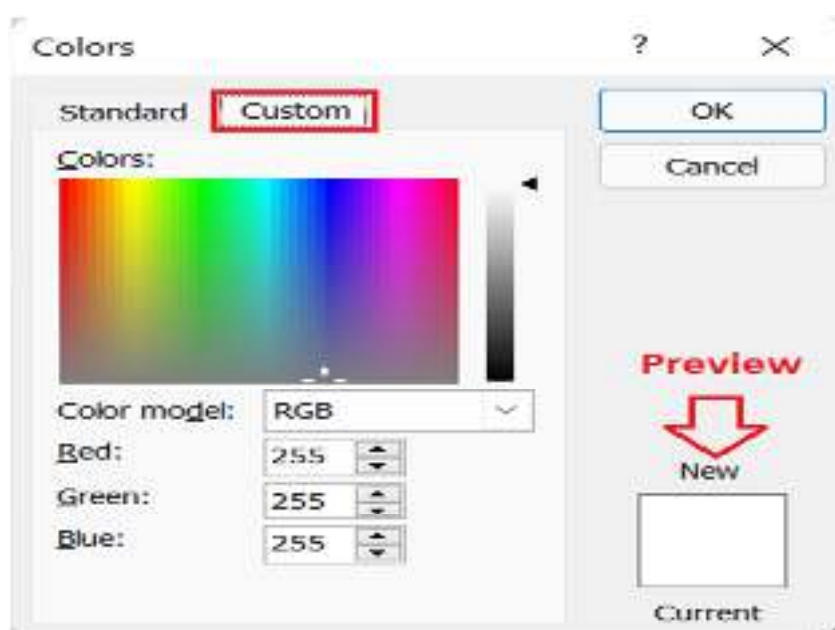 Colors ?
Standard Custom OK
Colors: Cancel
Preview
Color model: RGB
Red: 255 New
Green: 255
Blue: 255
Current